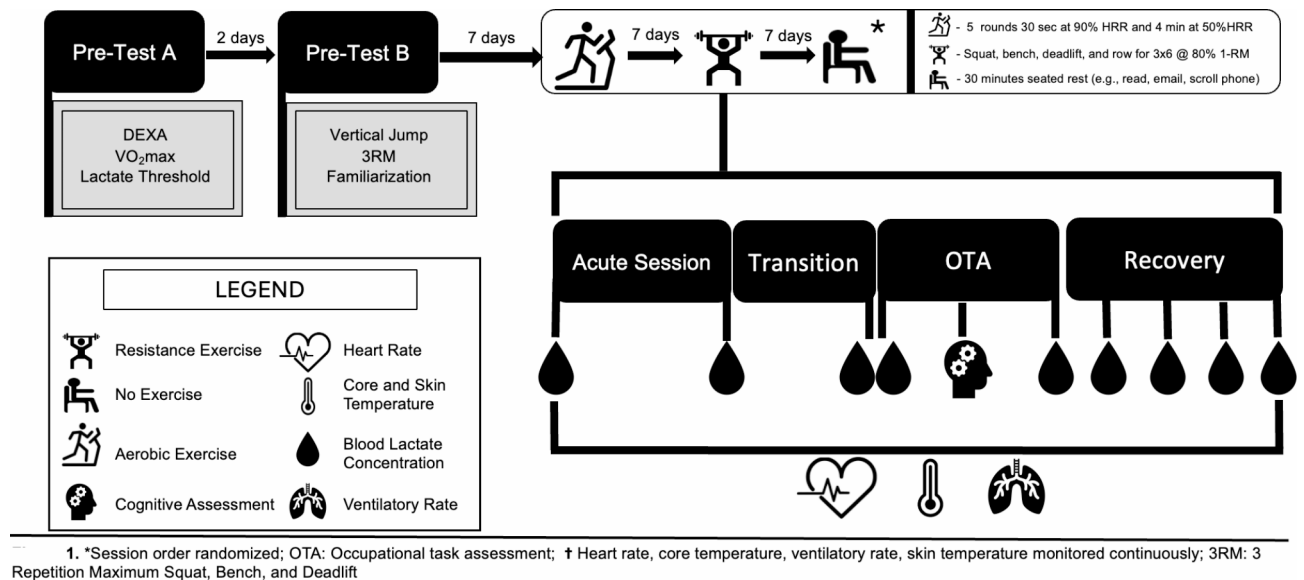 Pre-Test A
2 days
Pre-Test B
7 days
7 days
7 days
*
- 5 rounds 30 sec at 90% HRR and 4 min at 50%HRR
- Squat, bench, deadlift, and row for 3x6 @ 80% 1-RM
- 30 minutes seated rest (e.g., read, email, scroll phone)
DEXA
VO₂max
Lactate Threshold
Vertical Jump
3RM
Familiarization
Acute Session
Transition
OTA
Recovery
LEGEND
Resistance Exercise
Heart Rate
No Exercise
Core and Skin
Temperature
Aerobic Exercise
Blood Lactate
Concentration
Cognitive Assessment
Ventilatory Rate
1. *Session order randomized; OTA: Occupational task assessment; † Heart rate, core temperature, ventilatory rate, skin temperature monitored continuously; 3RM: 3
Repetition Maximum Squat, Bench, and Deadlift